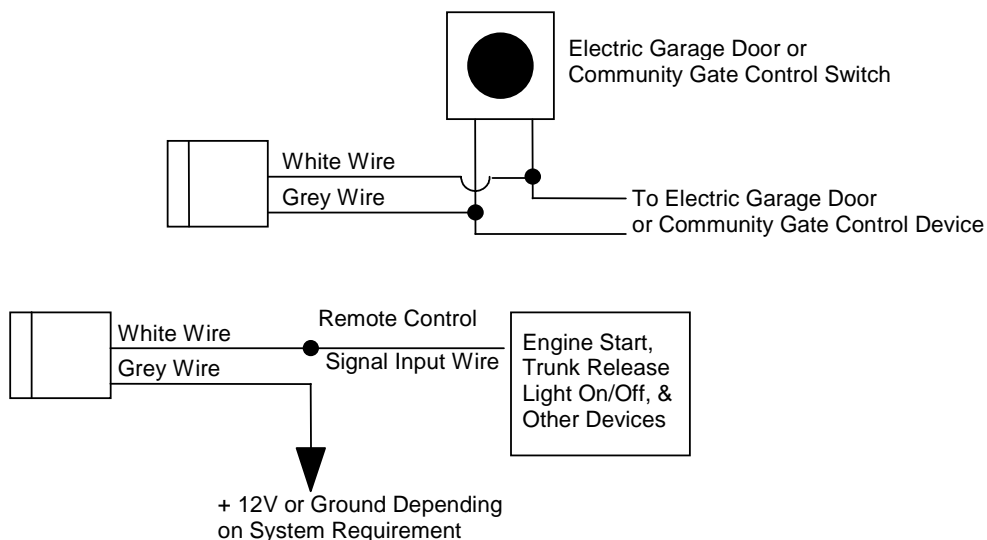 Electric Garage Door or
Community Gate Control Switch
White Wire
Grey Wire
To Electric Garage Door
or Community Gate Control Device
White Wire
Grey Wire
Remote Control
Signal Input Wire
Engine Start,
Trunk Release
Light On/Off, &
Other Devices
+ 12V or Ground Depending
on System Requirement